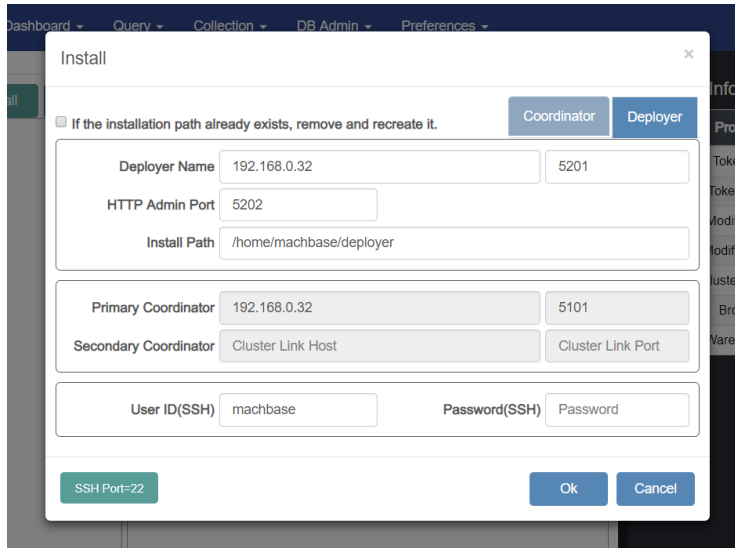 Dashboard Query Collection DB Admin Preferences
Install ×
all
If the installation path already exists, remove and recreate it.
Coordinator Deployer
Deployer Name 192.168.0.32 5201
HTTP Admin Port 5202
Install Path /home/machbase/deployer
Primary Coordinator 192.168.0.32 5101
Secondary Coordinator Cluster Link Host Cluster Link Port
User ID(SSH) machbase Password(SSH) Password
SSH Port=22 Ok Cancel
Info
Pro
Toke
Toke
Modi
Modif
luste
Bro
Ware